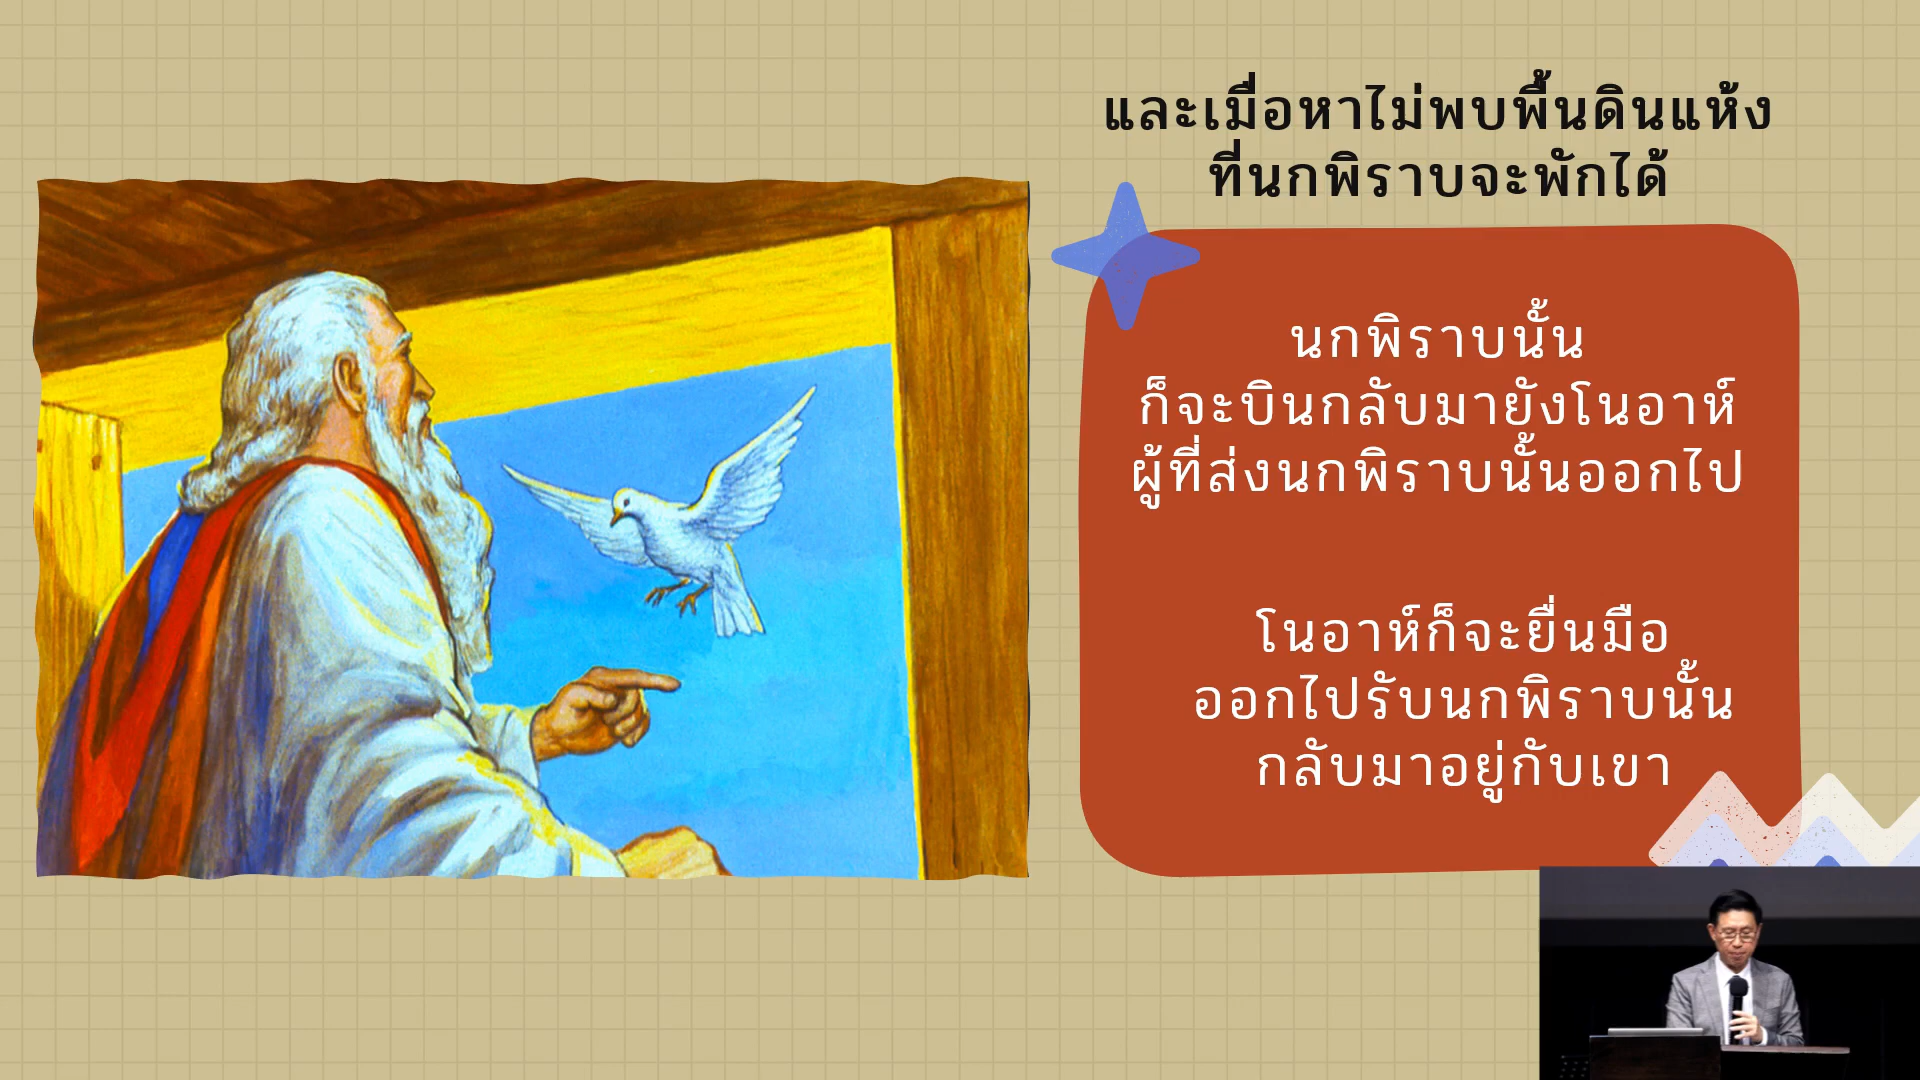 และเมื่อหาไม่พบพื้นดินแห้ง
ที่นกพิราบจะพักได้
นกพิราบนั้น
ก็จะบินกลับมายังโนอาห์
ผู้ที่ส่งนกพิราบนั้นออกไป
โนอาห์ก็จะยื่นมือ
ออกไปรับนกพิราบนั้น
กลับมาอยู่กับเขา